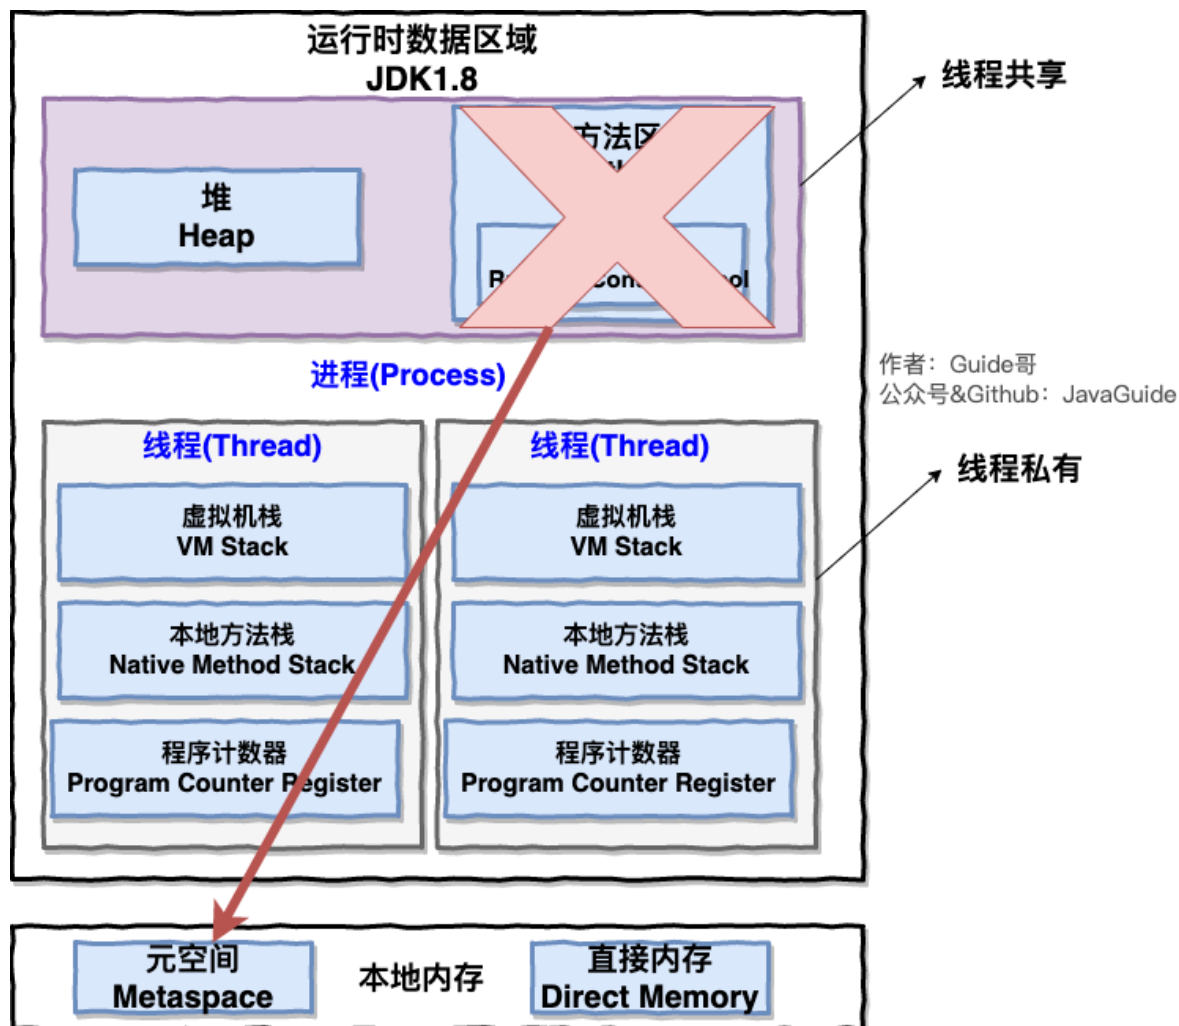 运行时数据区域
JDK1.8
线程共享
方法区
堆
Heap
进程(Process)
作者：Guide哥
公众号&Github：JavaGuide
线程(Thread)
线程(Thread)
线程私有
虚拟机栈
VM Stack
虚拟机栈
VM Stack
本地方法栈
Native Method Stack
本地方法栈
Native Method Stack
程序计数器
Program Counter Register
程序计数器
Program Counter Register
元空间
Metaspace
本地内存
直接内存
Direct Memory